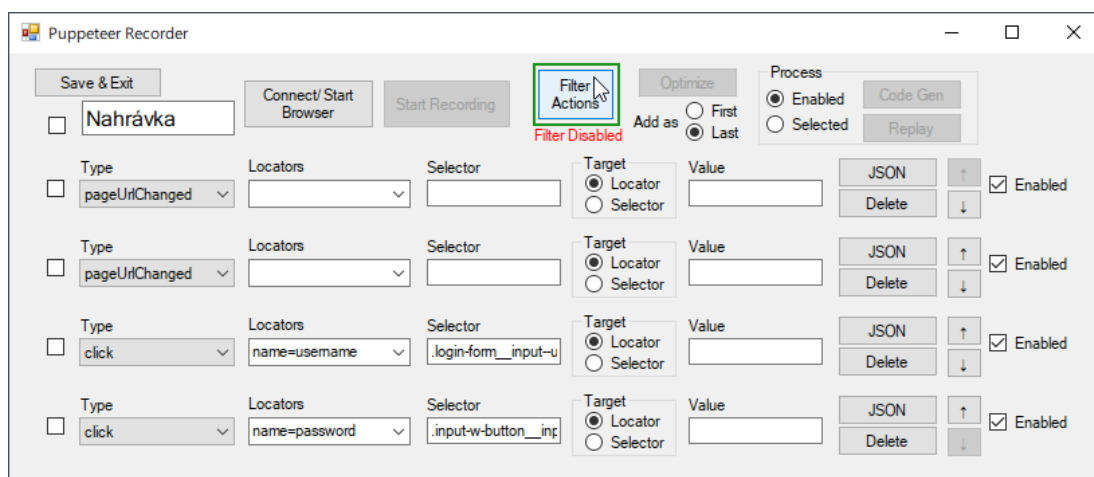 Puppeteer Recorder
Save & Exit
Nahrávka
Connect/ Start
Browser
Start Recording
Filter
Actions
Filter Disabled
Optimize
Add as
First
Last
Process
Enabled
Selected
Code Gen
Replay
Type Locators Selector Target Value
pageUrlChanged Locator JSON ↑ Enabled
Selector Delete ↓
Type Locators Selector Target Value
pageUrlChanged Locator JSON ↑ Enabled
Selector Delete ↓
Type Locators Selector Target Value
click name=username .login-form__input--u Locator JSON ↑ Enabled
Selector Delete ↓
Type Locators Selector Target Value
click name=password .input-w-button__inp Locator JSON ↑ Enabled
Selector Delete ↓